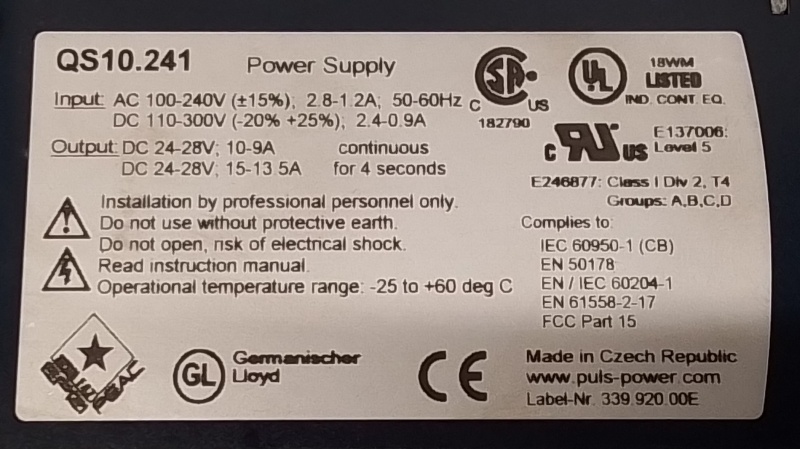 QS10.241 Power Supply
Input: AC 100-240V (±15%); 2.8-1.2A; 50-60Hz
DC 110-300V (-20% +25%); 2.4-0.9A
Output: DC 24-28V; 10-9A continuous
DC 24-28V; 15-13.5A for 4 seconds
C US
182790
UL
18WM
LISTED
IND. CONT. EQ.
c UR US
E137006:
Level 5
E246877: Class I Div 2, T4
Groups: A,B,C,D
Installation by professional personnel only.
Do not use without protective earth.
Do not open, risk of electrical shock.
Read instruction manual.
Operational temperature range: -25 to +60 deg C
Complies to:
IEC 60950-1 (CB)
EN 50178
EN / IEC 60204-1
EN 61558-2-17
FCC Part 15
GL
Germanischer
Lloyd
CE
Made in Czech Republic
www.puls-power.com
Label-Nr. 339.920.00E